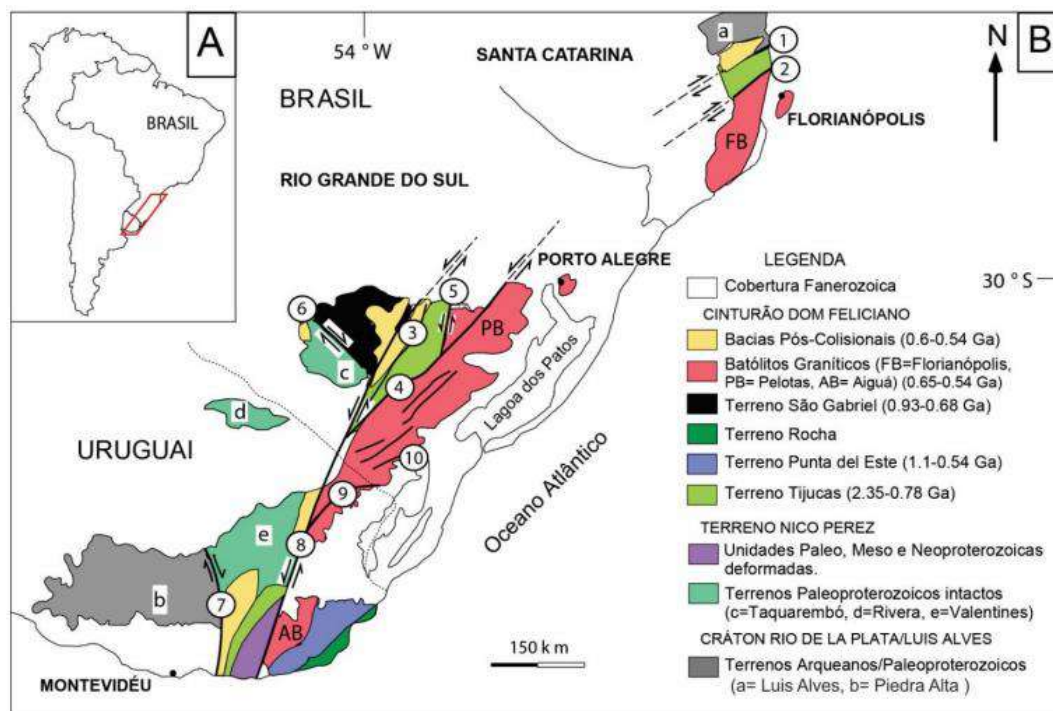 A
BRASIL
B
N
54 ° W
SANTA CATARINA
BRASIL
a
1
2
FLORIANÓPOLIS
FB
RIO GRANDE DO SUL
PORTO ALEGRE
30 ° S
6
5
3
PB
c
4
d
Lagoa dos Patos
URUGUAI
10
9
Oceano Atlântico
e
8
b
7
AB
150 km
MONTEVIDÉU
LEGENDA
Cobertura Fanerozoica
CINTURÃO DOM FELICIANO
Bacias Pós-Colisionais (0.6-0.54 Ga)
Batólitos Graníticos (FB=Florianópolis,
PB= Pelotas, AB= Aiguá) (0.65-0.54 Ga)
Terreno São Gabriel (0.93-0.68 Ga)
Terreno Rocha
Terreno Punta del Este (1.1-0.54 Ga)
Terreno Tijucas (2.35-0.78 Ga)
TERRENO NICO PEREZ
Unidades Paleo, Meso e Neoproterozoicas
deformadas.
Terrenos Paleoproterozoicos intactos
(c=Taquarembó, d=Rivera, e=Valentines)
CRÁTON RIO DE LA PLATA/LUIS ALVES
Terrenos Arqueanos/Paleoproterozoicos
(a= Luis Alves, b= Piedra Alta )